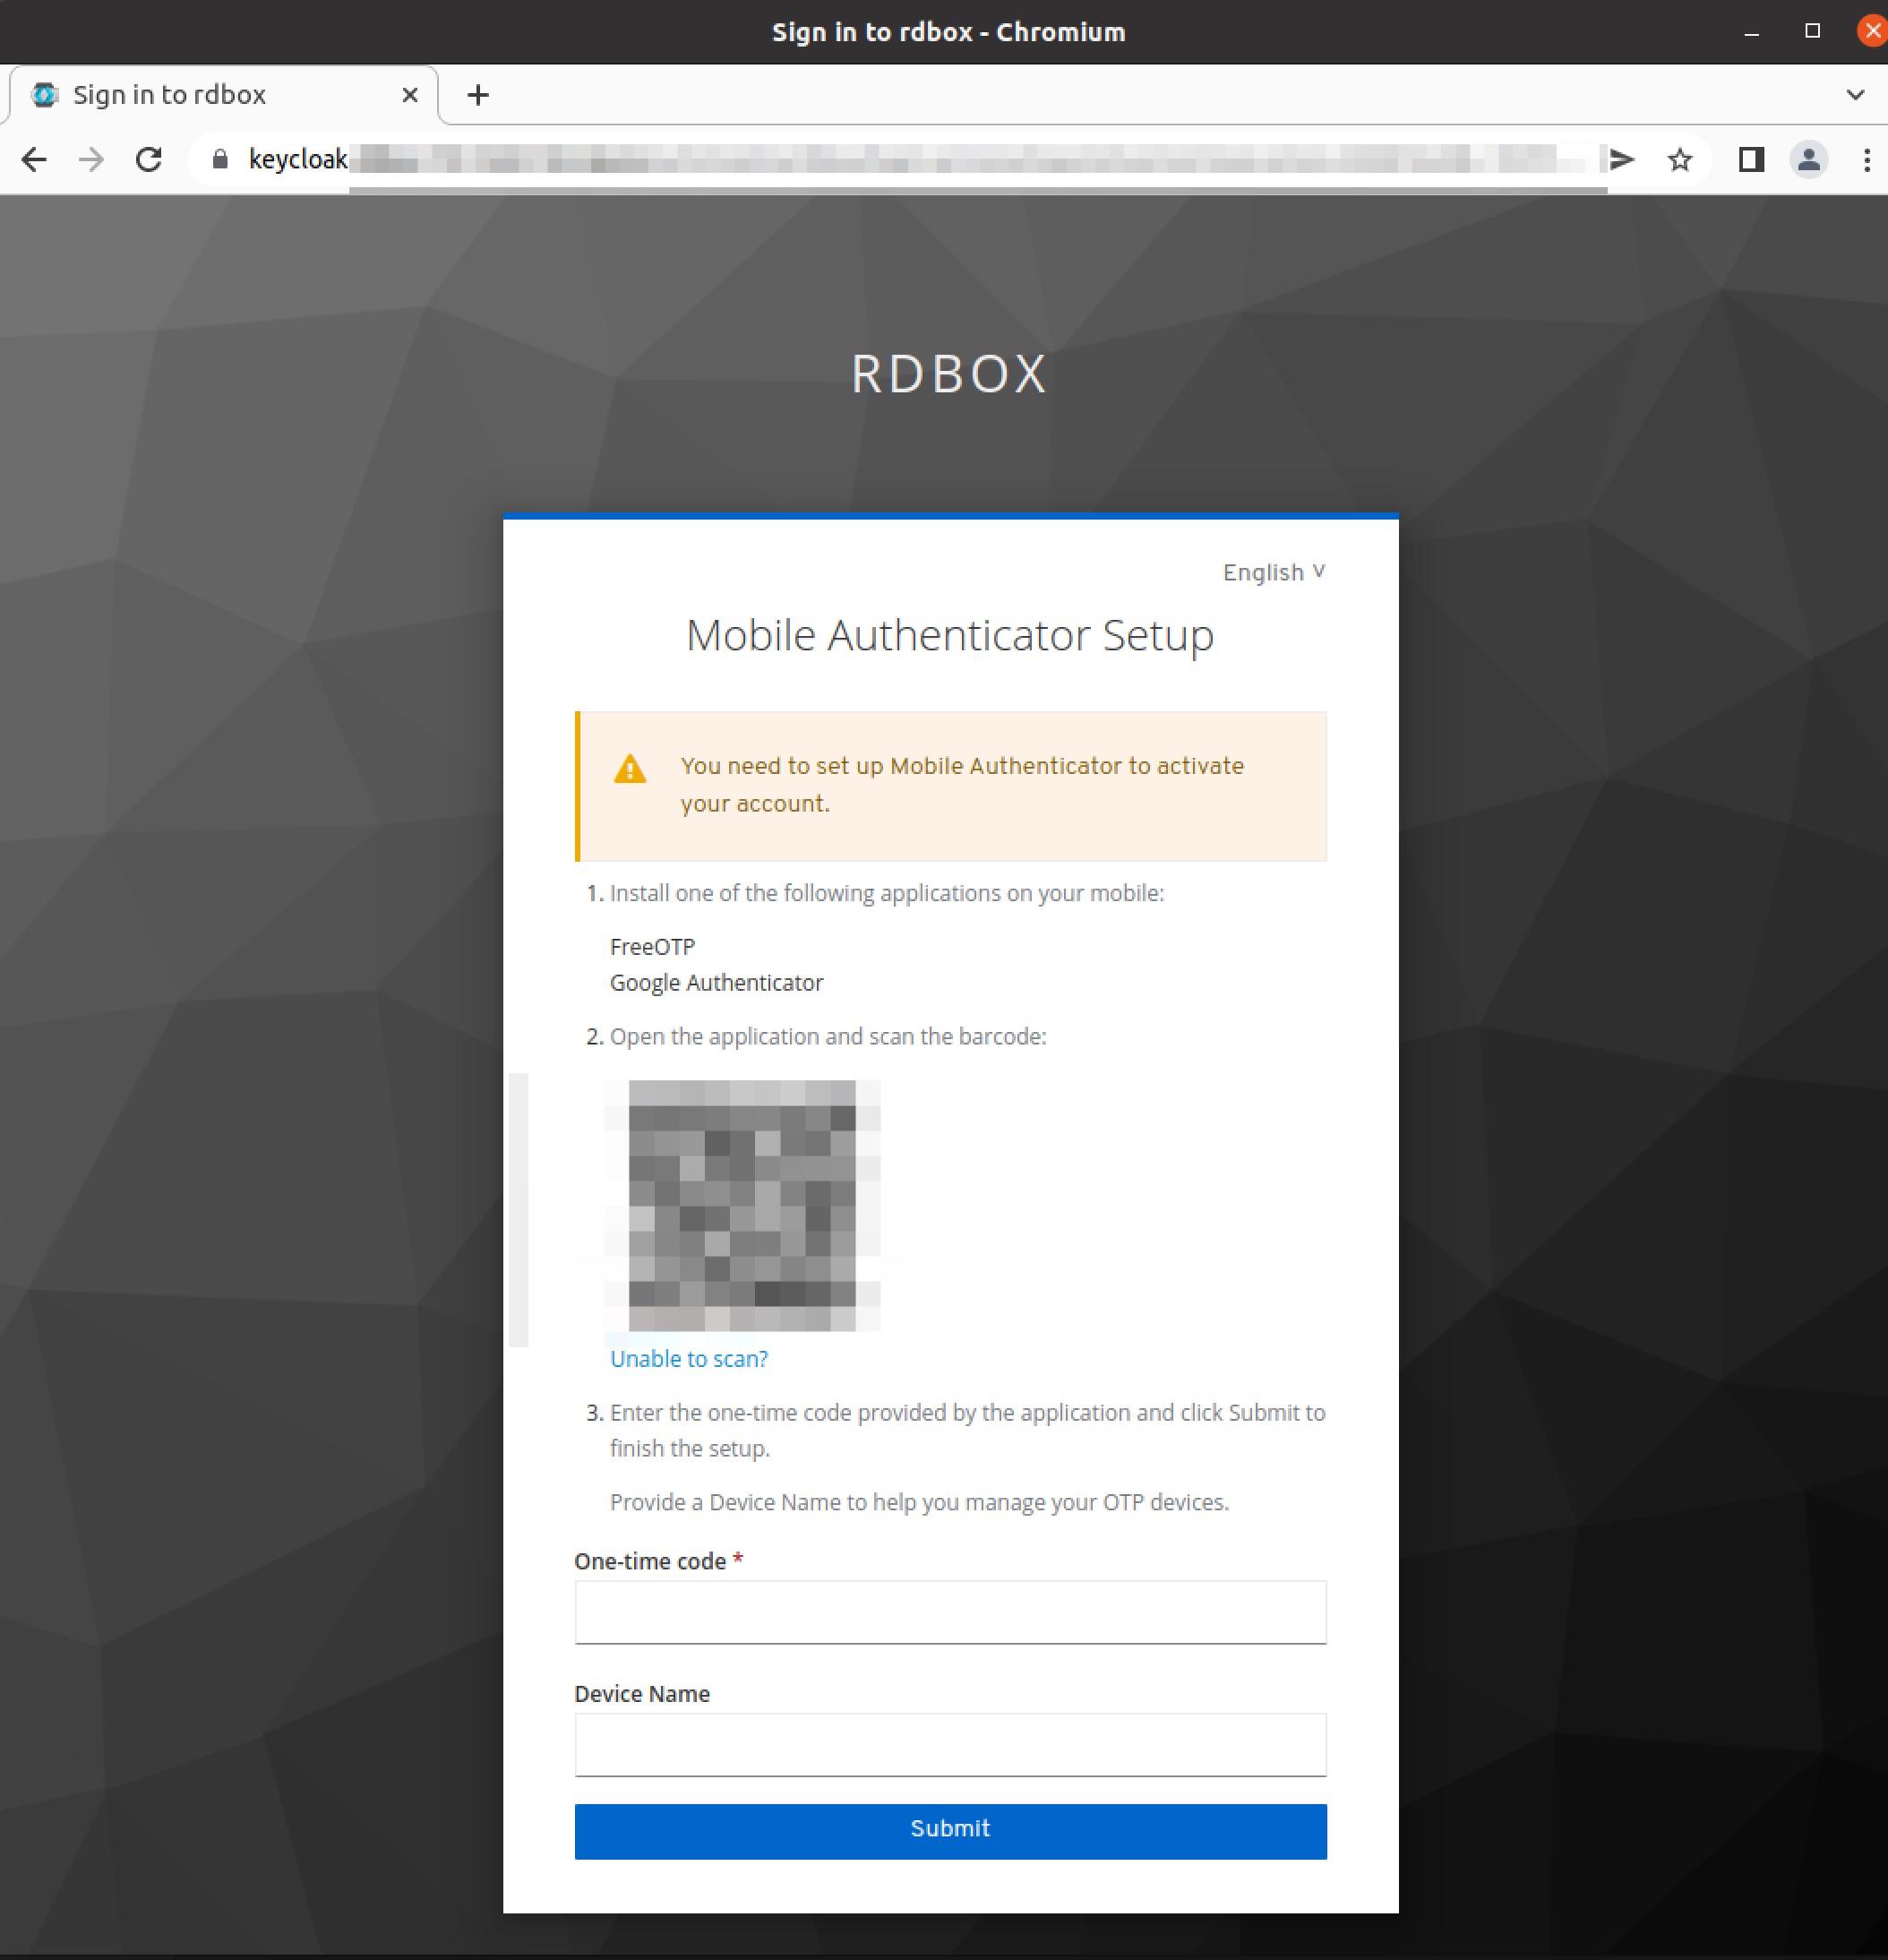 Sign in to rdbox - Chromium
Sign in to rdbox
keycloak
RDBOX
English
Mobile Authenticator Setup
You need to set up Mobile Authenticator to activate
your account.
1. Install one of the following applications on your mobile:
FreeOTP
Google Authenticator
2. Open the application and scan the barcode:
Unable to scan?
3. Enter the one-time code provided by the application and click Submit to
finish the setup.
Provide a Device Name to help you manage your OTP devices.
One-time code *
Device Name
Submit